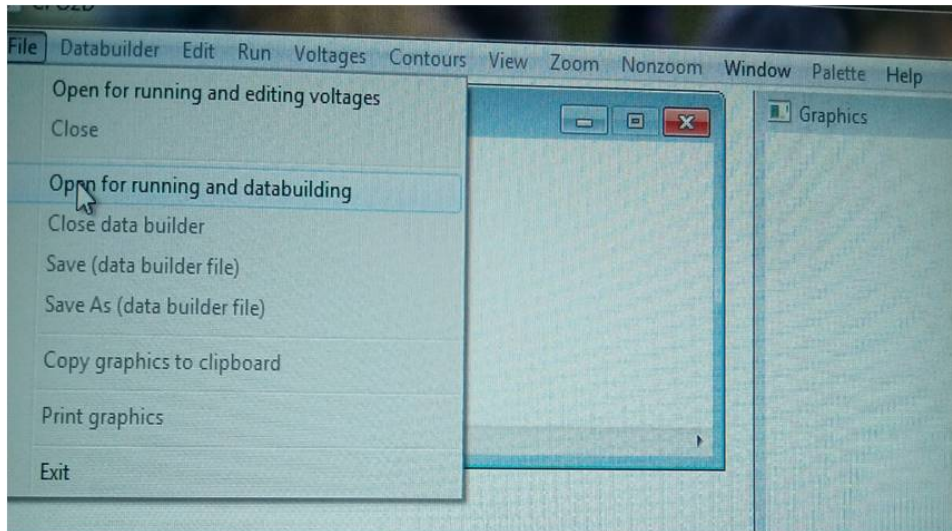 CPO2D
File Databuilder Edit Run Voltages Contours View Zoom Nonzoom Window Palette Help
Open for running and editing voltages
Close
Open for running and databuilding
Close data builder
Save (data builder file)
Save As (data builder file)
Copy graphics to clipboard
Print graphics
Exit
Graphics